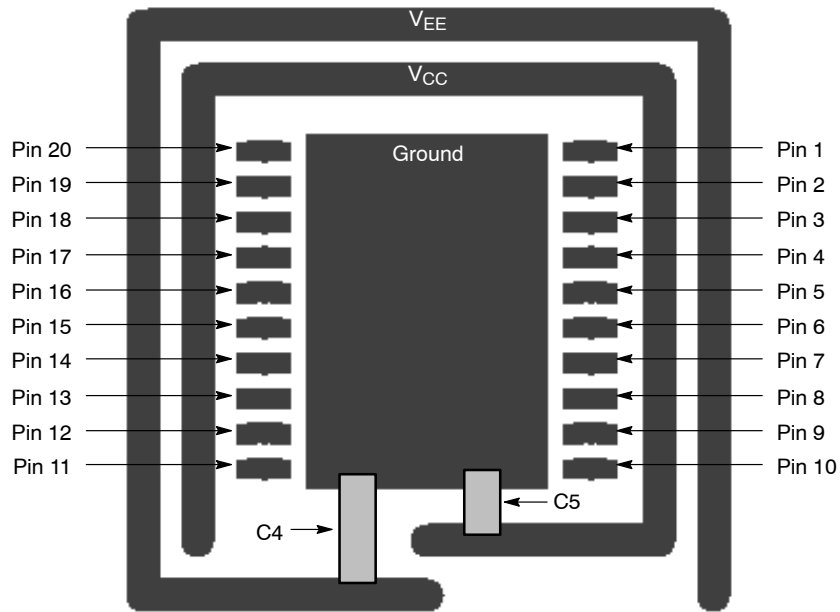 VEE
VCC
Ground
Pin 20
Pin 19
Pin 18
Pin 17
Pin 16
Pin 15
Pin 14
Pin 13
Pin 12
Pin 11
Pin 1
Pin 2
Pin 3
Pin 4
Pin 5
Pin 6
Pin 7
Pin 8
Pin 9
Pin 10
C4
C5